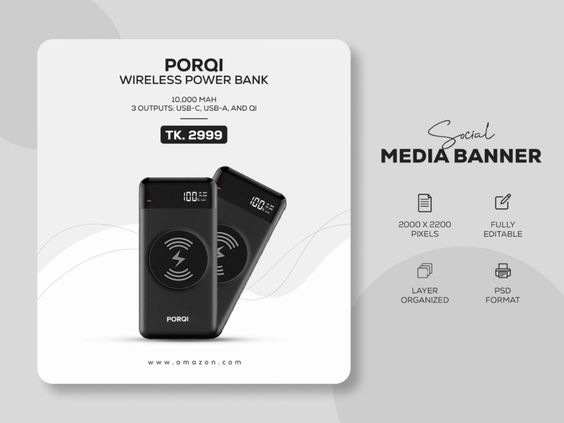 PORQI
WIRELESS POWER BANK
10,000 MAH
3 OUTPUTS: USB-C, USB-A, AND QI
TK. 2999
100%
100%
PORQI
www.amazon.com
Social
MEDIA BANNER
2000 X 2200
PIXELS
FULLY
EDITABLE
LAYER
ORGANIZED
PSD
FORMAT